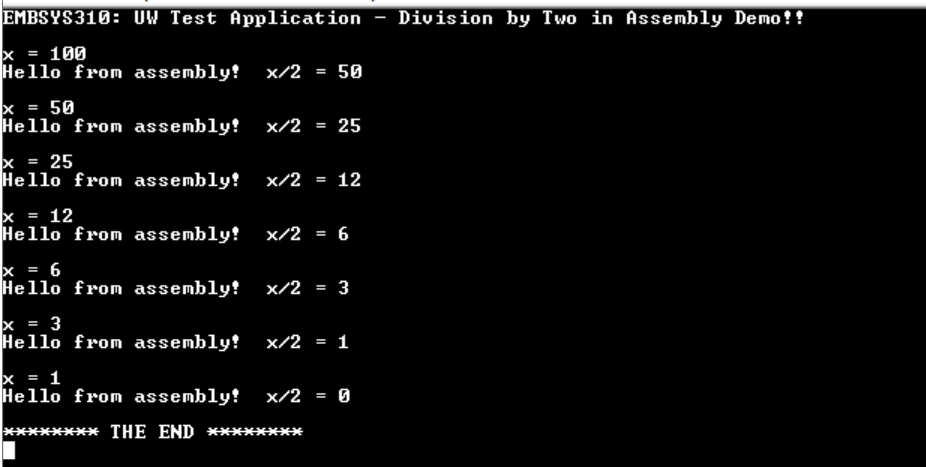 EMBSYS310: UW Test Application - Division by Two in Assembly Demo!!
x = 100
Hello from assembly!  x/2 = 50
x = 50
Hello from assembly!  x/2 = 25
x = 25
Hello from assembly!  x/2 = 12
x = 12
Hello from assembly!  x/2 = 6
x = 6
Hello from assembly!  x/2 = 3
x = 3
Hello from assembly!  x/2 = 1
x = 1
Hello from assembly!  x/2 = 0
******** THE END ********